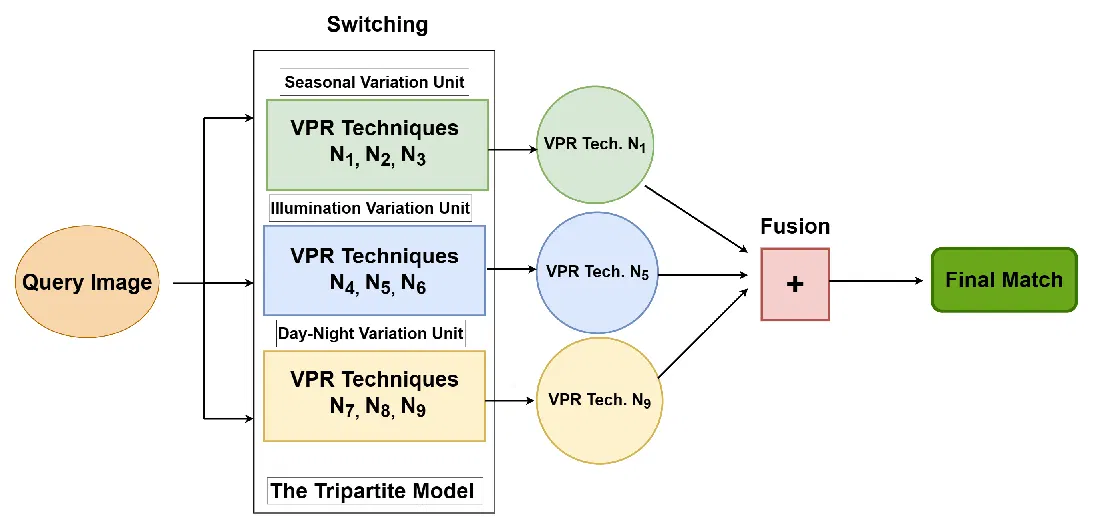 Switching
Seasonal Variation Unit
VPR Techniques
N1, N2, N3
VPR Tech. N1
Illumination Variation Unit
VPR Techniques
N4, N5, N6
VPR Tech. N5
Day-Night Variation Unit
VPR Techniques
N7, N8, N9
VPR Tech. N9
The Tripartite Model
Query Image
Fusion
+
Final Match